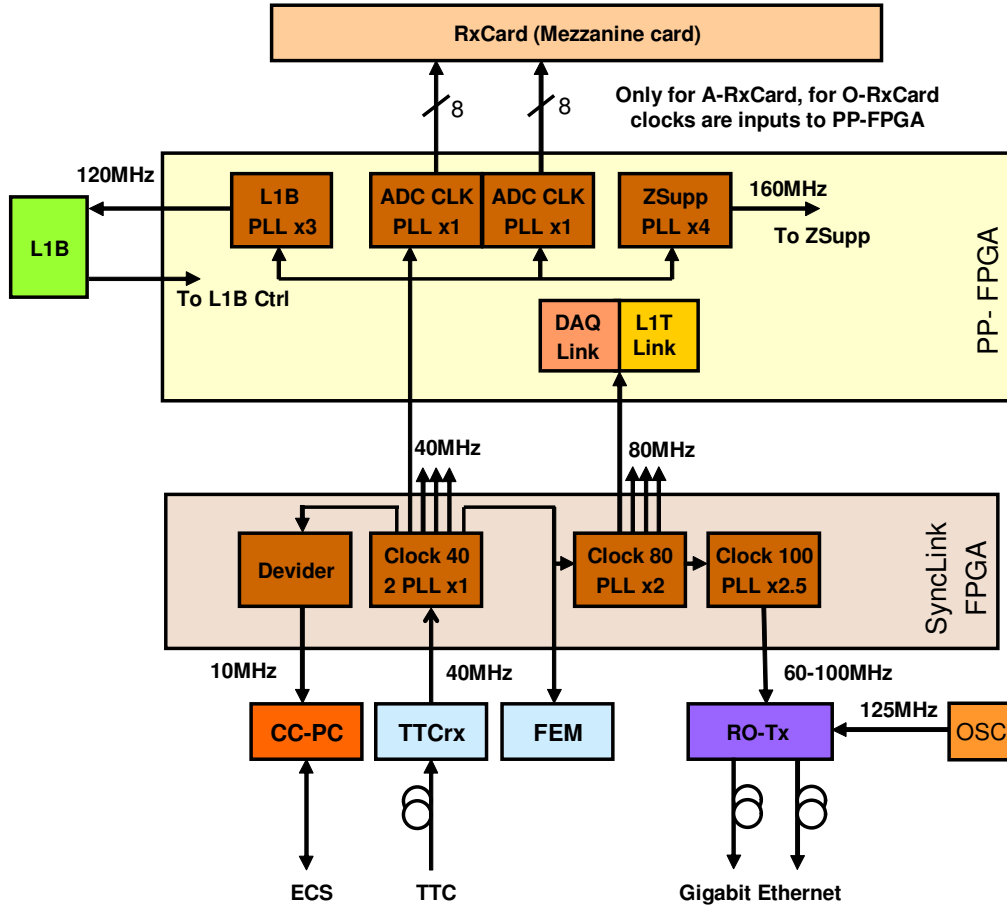 RxCard (Mezzanine card)
8
8
Only for A-RxCard, for O-RxCard
clocks are inputs to PP-FPGA
120MHz
L1B
PLL x3
ADC CLK
PLL x1
ADC CLK
PLL x1
ZSupp
PLL x4
160MHz
To ZSupp
L1B
To L1B Ctrl
PP- FPGA
DAQ
Link
L1T
Link
40MHz
80MHz
Devider
Clock 40
2 PLL x1
Clock 80
PLL x2
Clock 100
PLL x2.5
SyncLink
FPGA
10MHz
40MHz
60-100MHz
125MHz
CC-PC
TTCrx
FEM
RO-Tx
OSC
ECS
TTC
Gigabit Ethernet